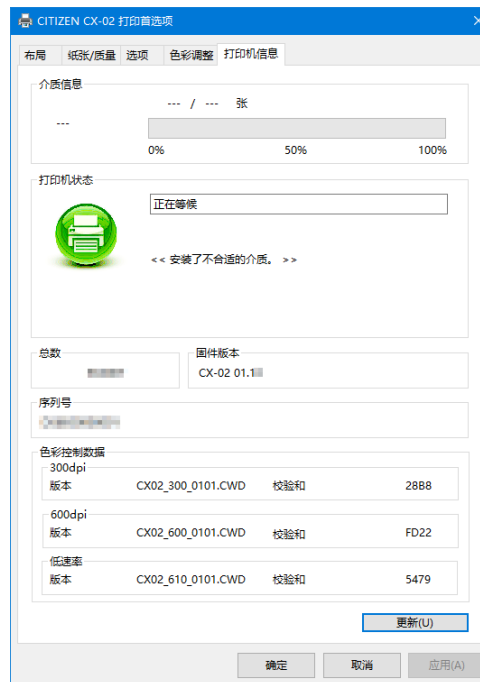 CITIZEN CX-02 打印首选项
布局 纸张/质量 选项 色彩调整 打印机信息
介质信息
--- / --- 张
---
0% 50% 100%
打印机状态
正在等候
<< 安装了不合适的介质。 >>
总数
固件版本
CX-02 01.1
序列号
色彩控制数据
300dpi
版本 CX02_300_0101.CWD 校验和 28B8
600dpi
版本 CX02_600_0101.CWD 校验和 FD22
低速率
版本 CX02_610_0101.CWD 校验和 5479
更新(U)
确定 取消 应用(A)